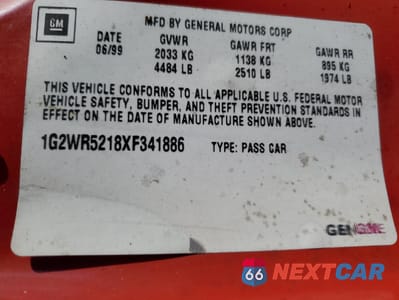 GM
MFD BY GENERAL MOTORS CORP
DATE GVWR GAWR FRT GAWR RR
06/99 2033 KG 1138 KG 895 KG
4484 LB 2510 LB 1974 LB
THIS VEHICLE CONFORMS TO ALL APPLICABLE U.S. FEDERAL MOTOR
VEHICLE SAFETY, BUMPER, AND THEFT PREVENTION STANDARDS IN
EFFECT ON THE DATE OF MANUFACTURE SHOWN ABOVE.
1G2WR5218XF341886 TYPE: PASS CAR
66 NEXTCAR